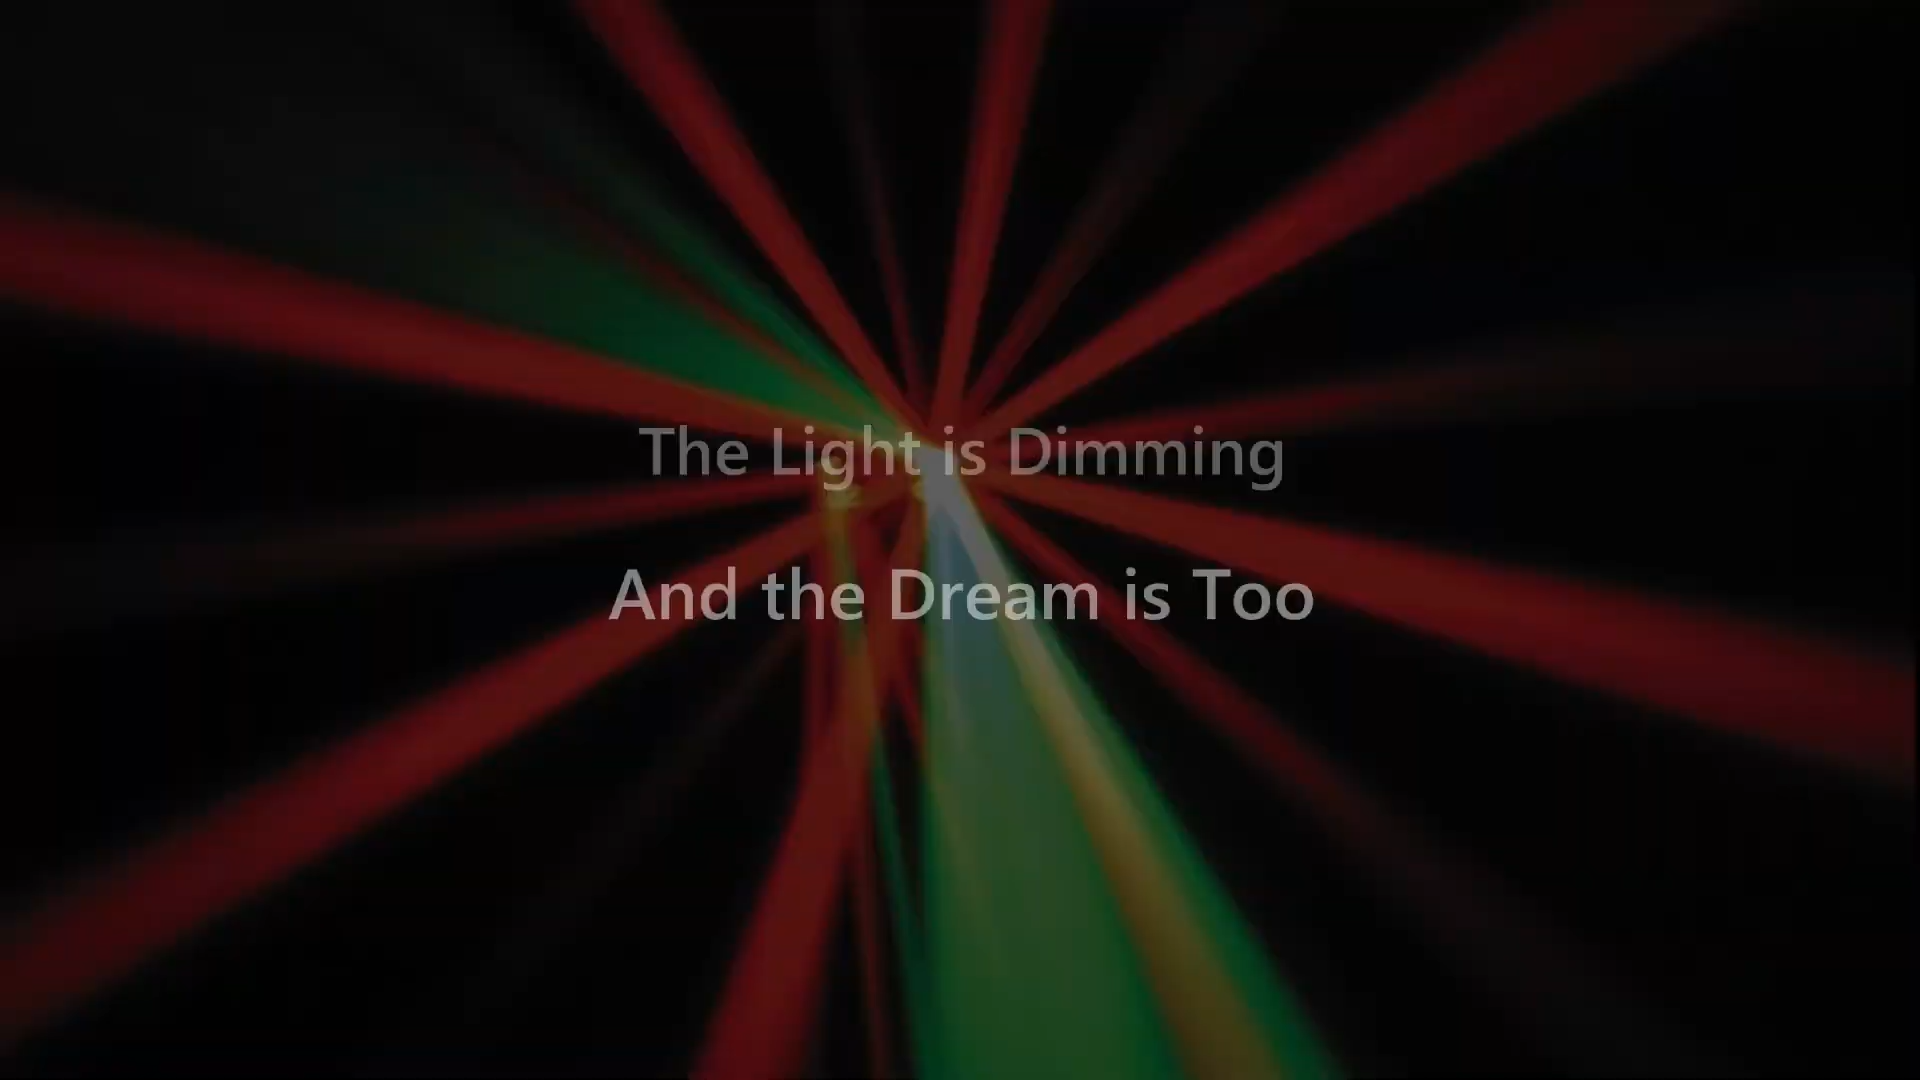 The Light is Dimming
And the Dream is Too